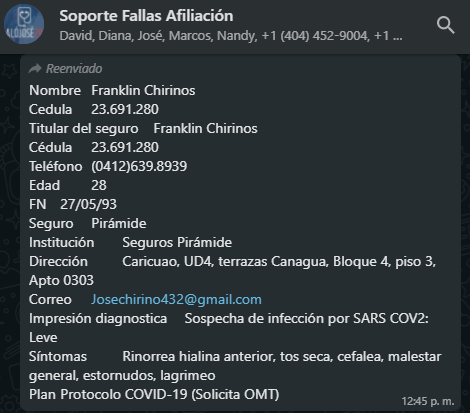 Soporte Fallas Afiliación
David, Diana, José, Marcos, Nandy, +1 (404) 452-9004, +1 ...
Reenviado
Nombre Franklin Chirinos
Cedula 23.691.280
Titular del seguro Franklin Chirinos
Cédula 23.691.280
Teléfono (0412)639.8939
Edad 28
FN 27/05/93
Seguro Pirámide
Institución Seguros Pirámide
Dirección Caricuao, UD4, terrazas Canagua, Bloque 4, piso 3,
Apto 0303
Correo Josechirino432@gmail.com
Impresión diagnostica Sospecha de infección por SARS COV2:
Leve
Síntomas Rinorrea hialina anterior, tos seca, cefalea, malestar
general, estornudos, lagrimeo
Plan Protocolo COVID-19 (Solicita OMT)
12:45 p. m.